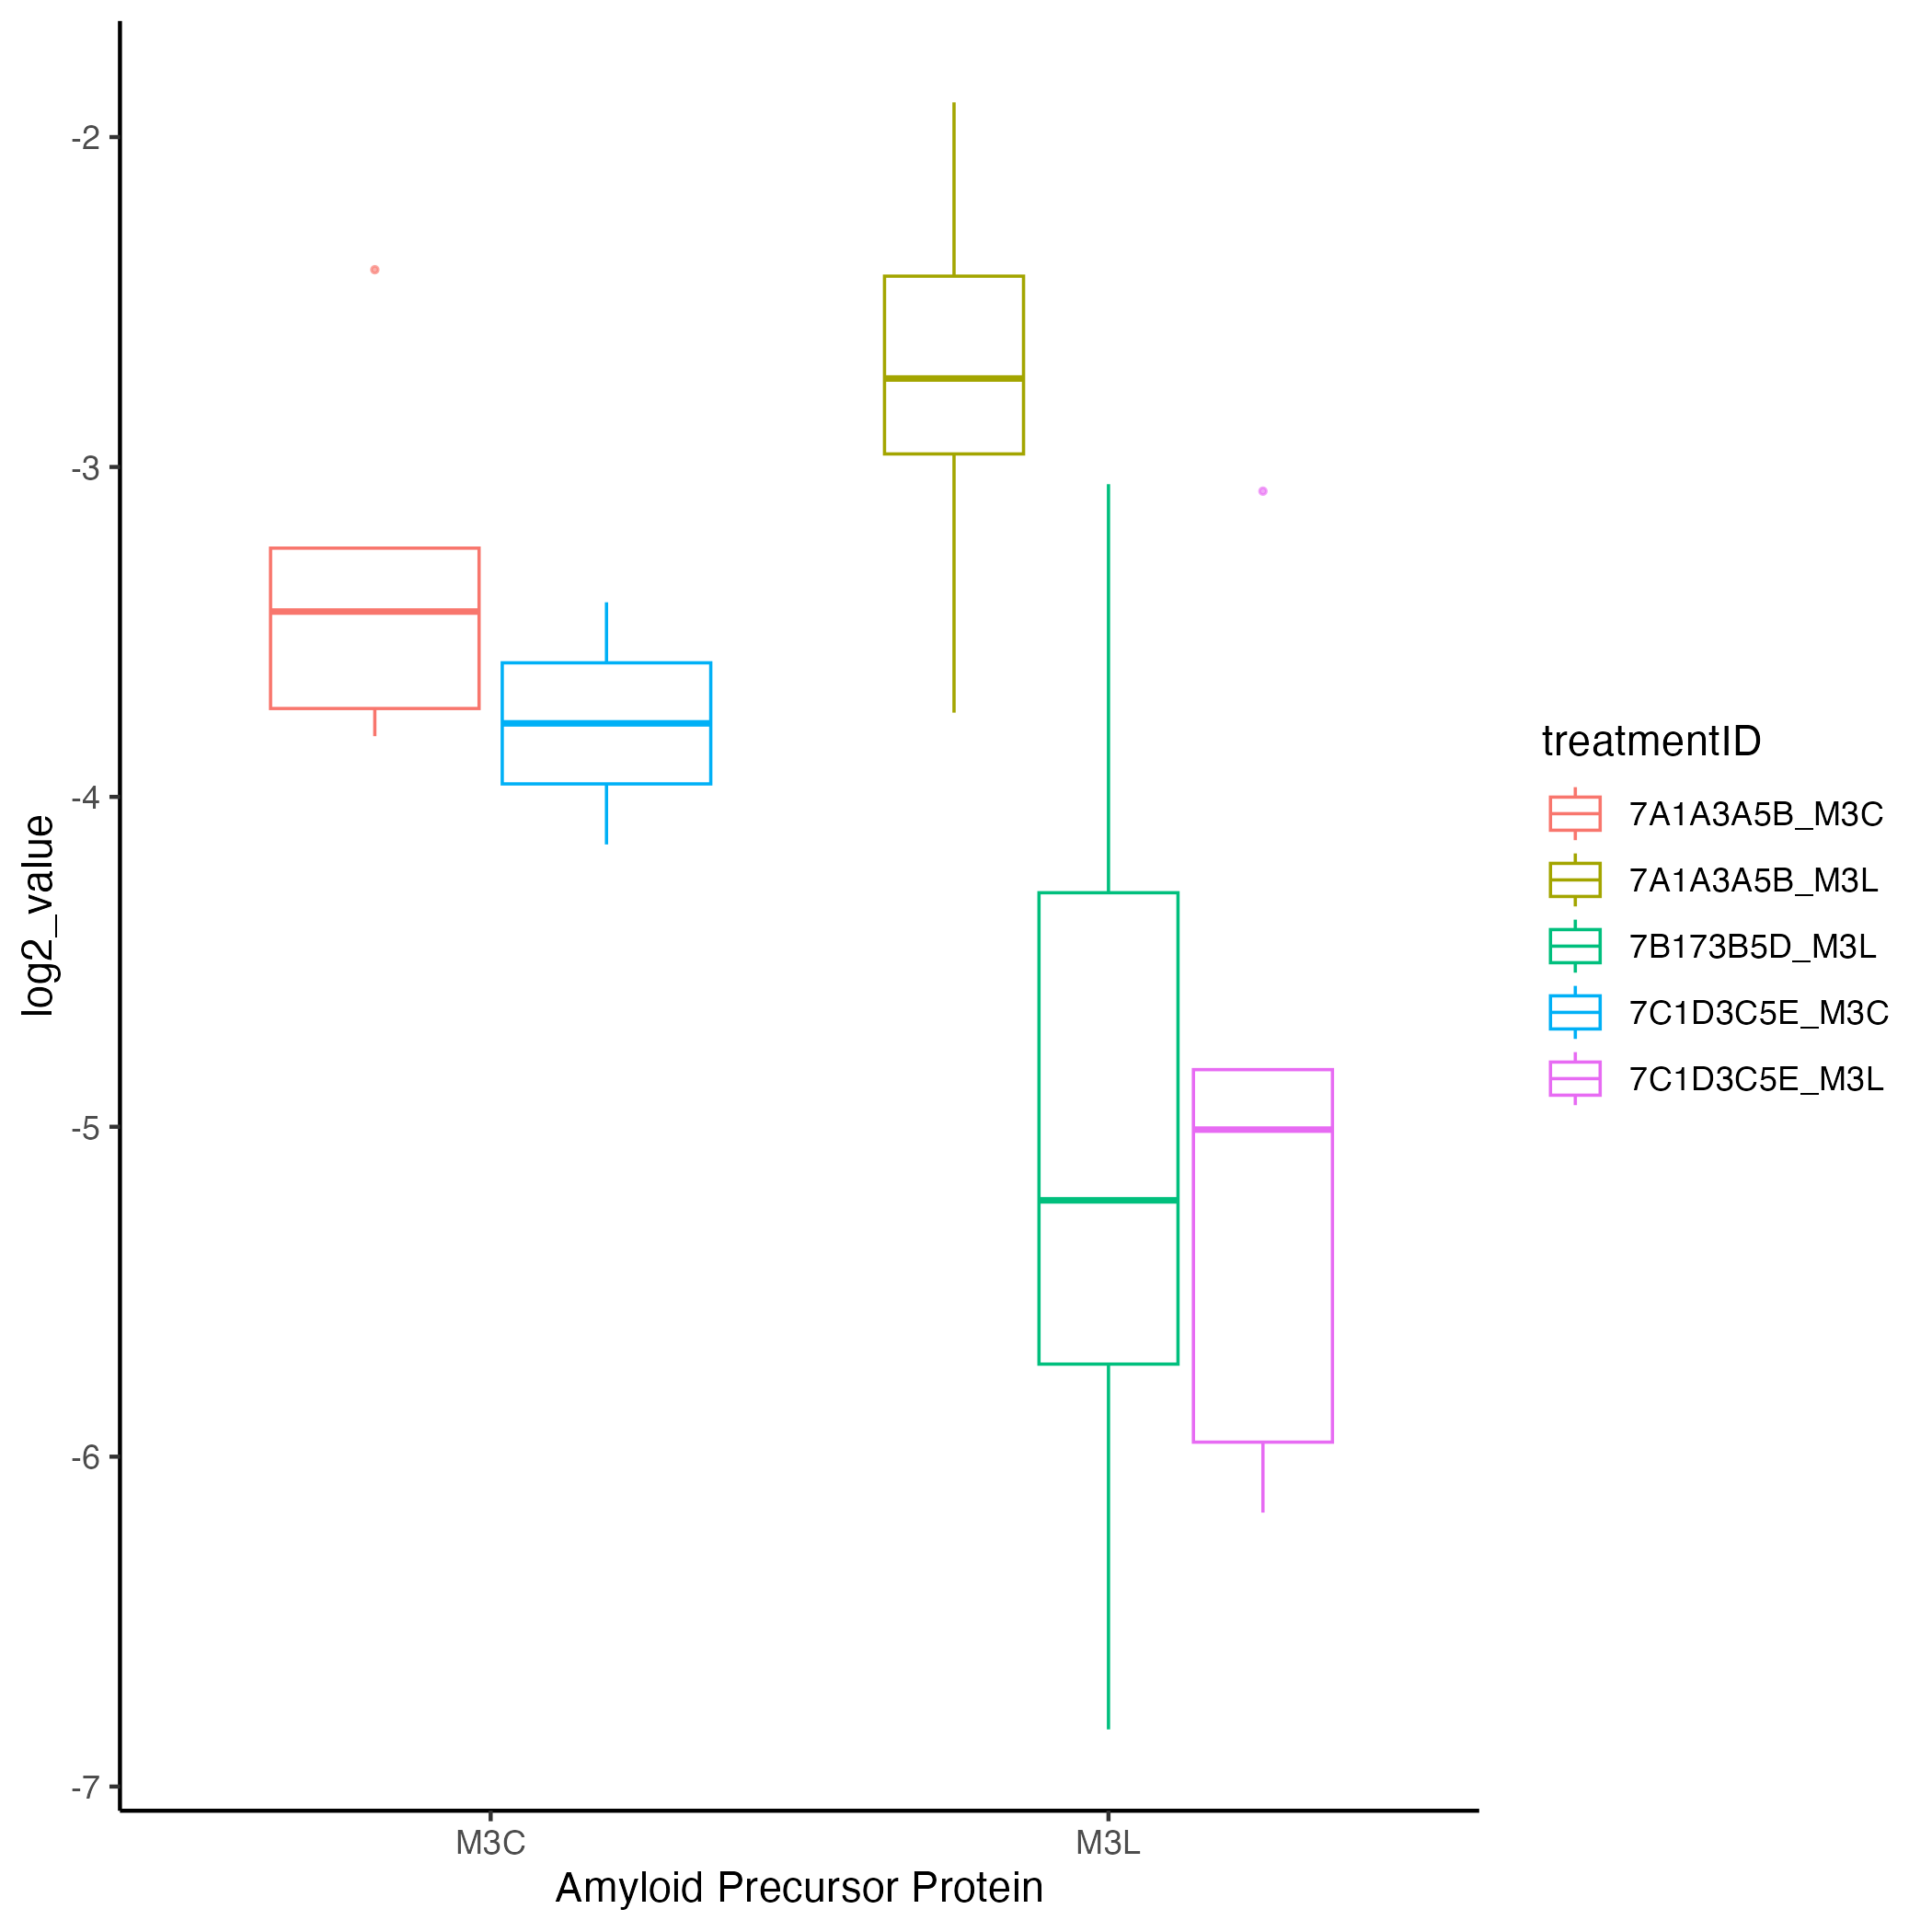 -2
-3
-4
-5
-6
-7
log2_value
M3C
M3L
Amyloid Precursor Protein
treatmentID
7A1A3A5B_M3C
7A1A3A5B_M3L
7B173B5D_M3L
7C1D3C5E_M3C
7C1D3C5E_M3L